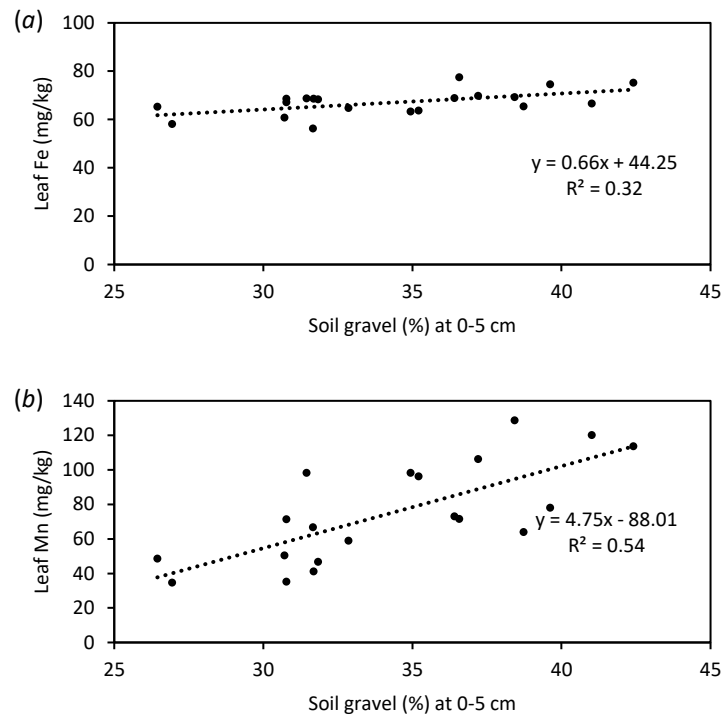 (a)
100
80
60
40
20
0
Leaf Fe (mg/kg)
y = 0.66x + 44.25
R² = 0.32
25 30 35 40 45
Soil gravel (%) at 0-5 cm
(b)
140
120
100
80
60
40
20
0
Leaf Mn (mg/kg)
y = 4.75x - 88.01
R² = 0.54
25 30 35 40 45
Soil gravel (%) at 0-5 cm